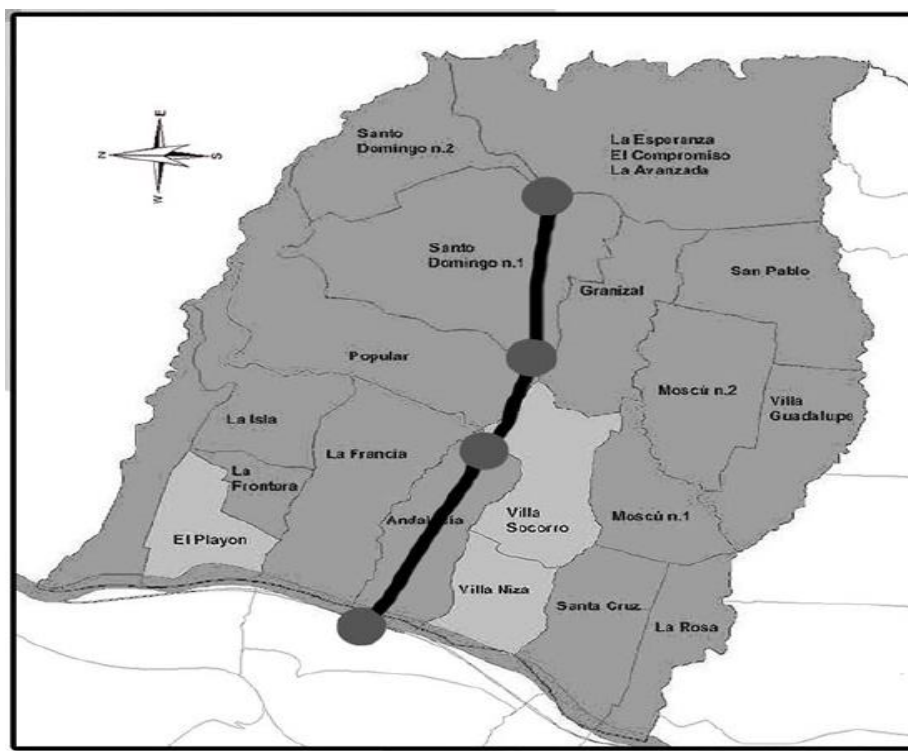 E
N
S
W
Santo
Domingo n.2
La Esperanza
El Compromiso
La Avanzada
Santo
Domingo n.1
San Pablo
Granizal
Popular
Moscú n.2
Villa
Guadalupe
La Isla
La Francia
La
Frontera
Andalucia
Villa
Socorro
Moscú n.1
El Playon
Villa Niza
Santa Cruz
La Rosa